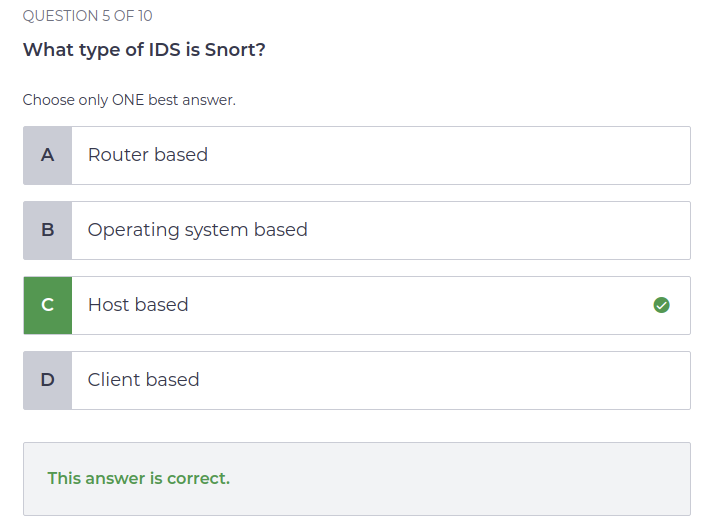 QUESTION 5 OF 10
What type of IDS is Snort?
Choose only ONE best answer.
A Router based
B Operating system based
C Host based
D Client based
This answer is correct.